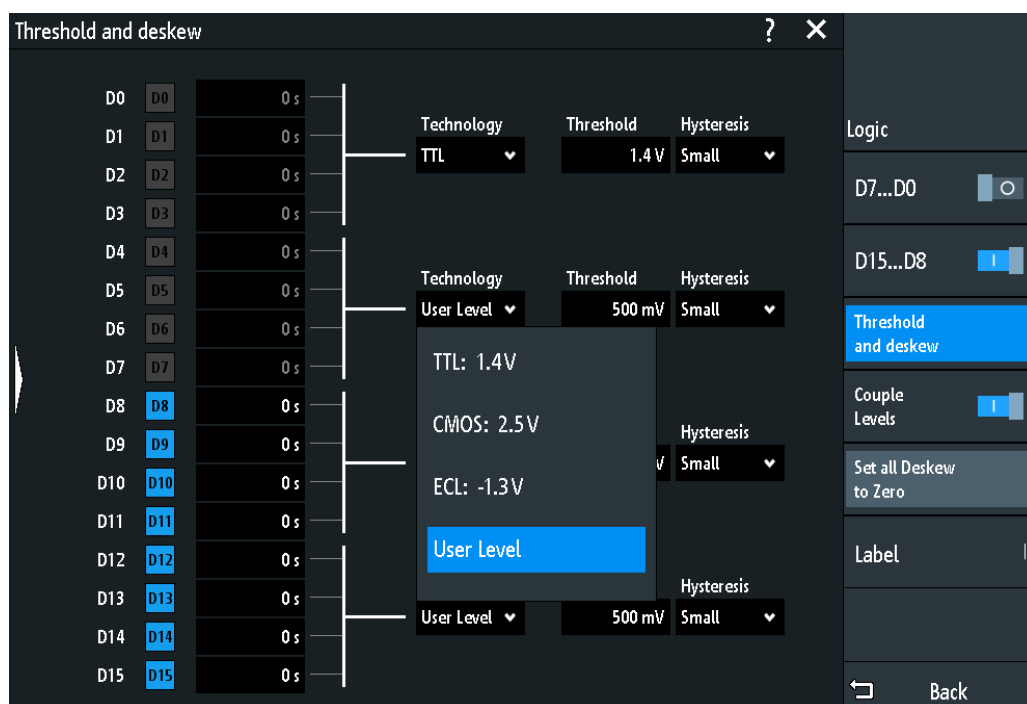 Threshold and deskew ? X
D0 D0 0 s
D1 D1 0 s
D2 D2 0 s
D3 D3 0 s
Technology Threshold Hysteresis
TTL 1.4 V Small
D4 D4 0 s
D5 D5 0 s
D6 D6 0 s
D7 D7 0 s
Technology Threshold Hysteresis
User Level 500 mV Small
TTL: 1.4 V
CMOS: 2.5 V
ECL: -1.3 V
User Level
D8 D8 0 s
D9 D9 0 s
D10 D10 0 s
D11 D11 0 s
Hysteresis
V Small
D12 D12 0 s
D13 D13 0 s
D14 D14 0 s
D15 D15 0 s
Hysteresis
User Level 500 mV Small
Logic
D7...D0
D15...D8
Threshold
and deskew
Couple
Levels
Set all Deskew
to Zero
Label
Back